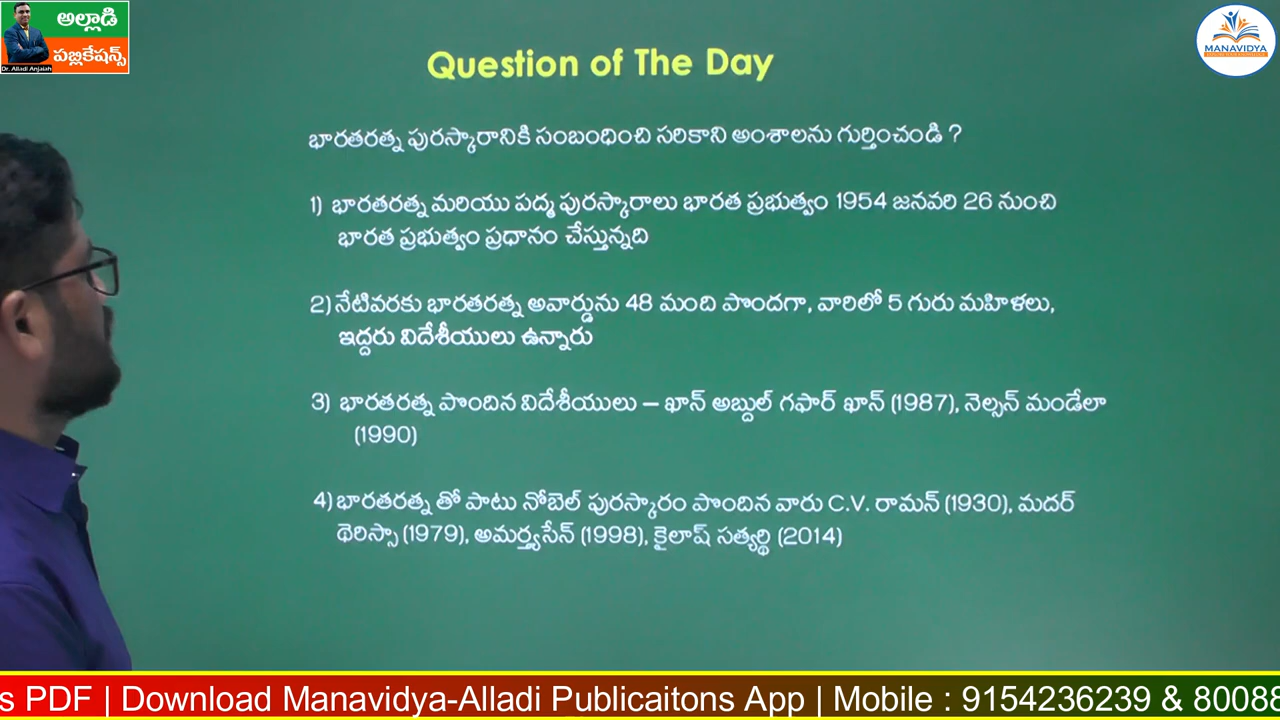 అల్లాడి
పబ్లికేషన్స్
Dr. Alladi Anjaiah
MANAVIDYA
Question of The Day
భారతరత్న పురస్కారానికి సంబంధించి సరికాని అంశాలను గుర్తించండి ?
1) భారతరత్న మరియు పద్మ పురస్కారాలు భారత ప్రభుత్వం 1954 జనవరి 26 నుంచి
భారత ప్రభుత్వం ప్రధానం చేస్తున్నది
2) నేటివరకు భారతరత్న అవార్డును 48 మంది పొందగా, వారిలో 5 గురు మహిళలు,
ఇద్దరు విదేశీయులు ఉన్నారు
3) భారతరత్న పొందిన విదేశీయులు – ఖాన్ అబ్దుల్ గఫార్ ఖాన్ (1987), నెల్సన్ మండేలా
(1990)
4) భారతరత్న తో పాటు నోబెల్ పురస్కారం పొందిన వారు C.V. రామన్ (1930), మదర్
థెరిస్సా (1979), అమర్త్యసేన్ (1998), కైలాష్ సత్యర్థి (2014)
s PDF | Download Manavidya-Alladi Publicaitons App | Mobile : 9154236239 & 80088